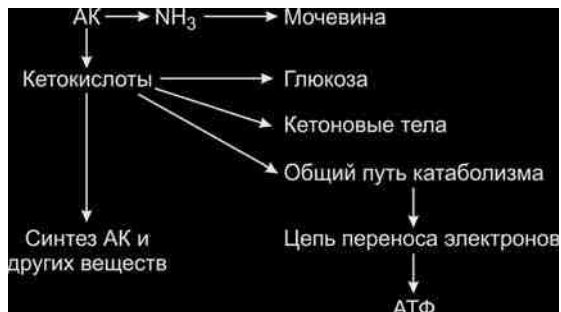 АК NH3 Мочевина
Кетокислоты Глюкоза
Кетоновые тела
Общий путь катаболизма
Синтез АК и Цепь переноса электронов
других веществ
АТФ